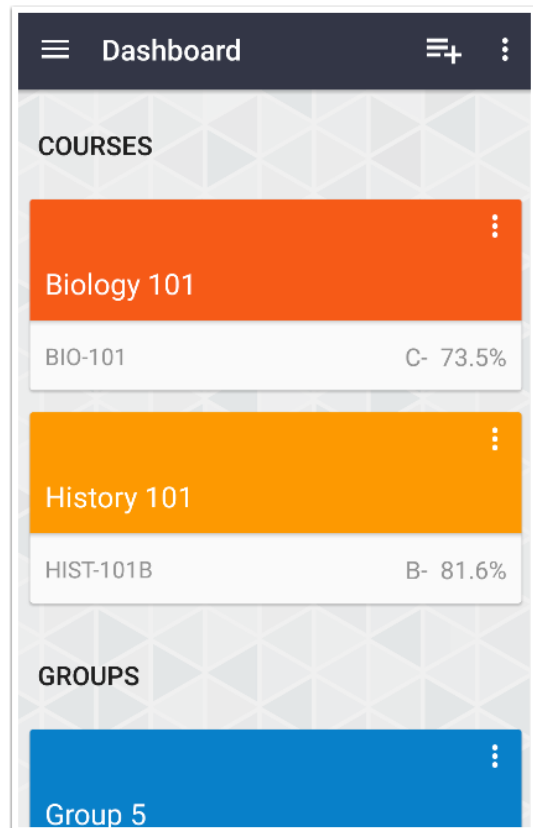 Dashboard
COURSES
Biology 101
BIO-101 C- 73.5%
History 101
HIST-101B B- 81.6%
GROUPS
Group 5